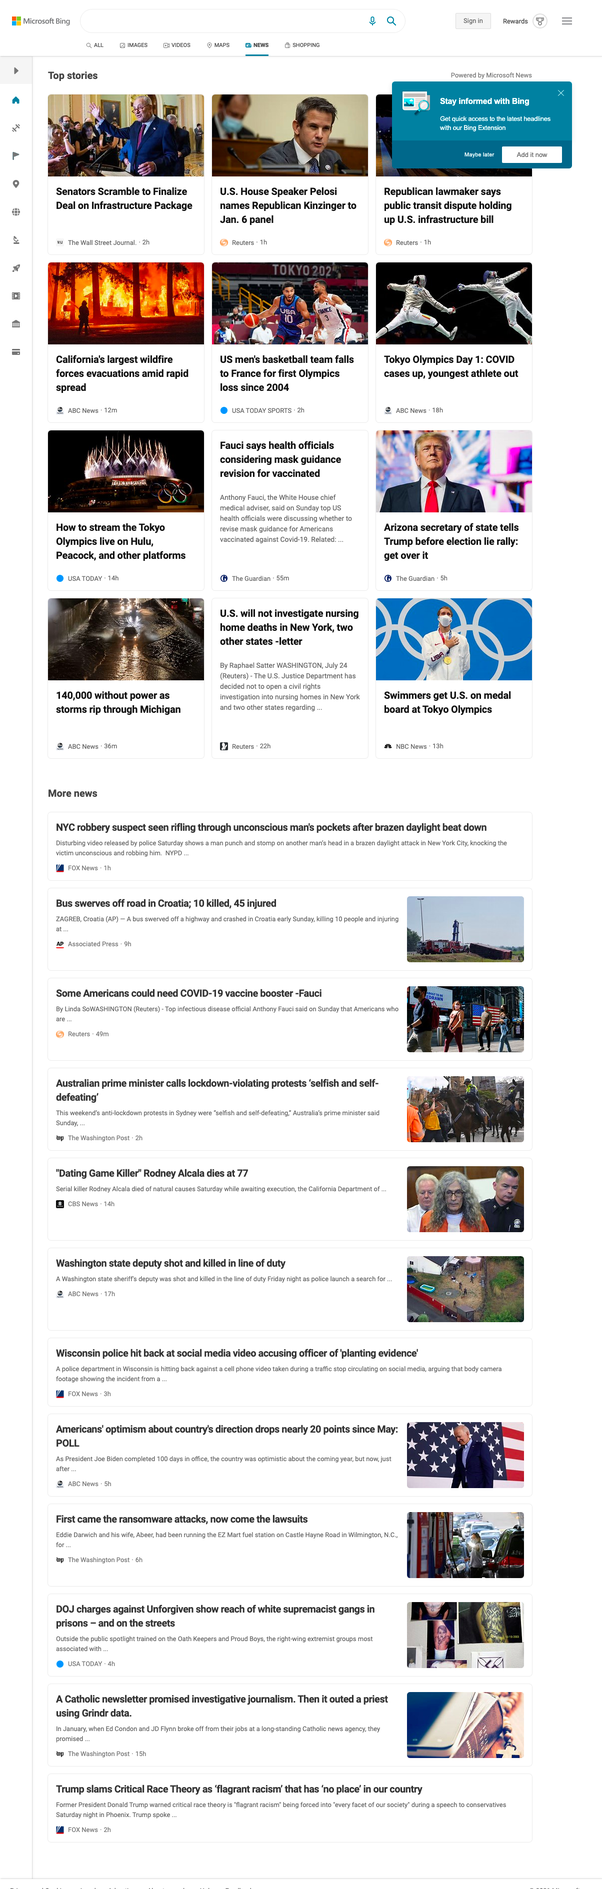 Microsoft Bing
Sign in
Rewards
ALL
IMAGES
VIDEOS
MAPS
NEWS
SHOPPING
Top stories
Powered by Microsoft News
Stay informed with Bing
Get quick access to the latest headlines
with our Bing Extension
Maybe later
Add it now
Senators Scramble to Finalize
Deal on Infrastructure Package
The Wall Street Journal. · 2h
U.S. House Speaker Pelosi
names Republican Kinzinger to
Jan. 6 panel
Reuters · 1h
Republican lawmaker says
public transit dispute holding
up U.S. infrastructure bill
Reuters · 1h
California's largest wildfire
forces evacuations amid rapid
spread
ABC News · 12m
TOKYO 202
US men's basketball team falls
to France for first Olympics
loss since 2004
USA TODAY SPORTS · 2h
Tokyo Olympics Day 1: COVID
cases up, youngest athlete out
ABC News · 18h
How to stream the Tokyo
Olympics live on Hulu,
Peacock, and other platforms
USA TODAY · 14h
Fauci says health officials
considering mask guidance
revision for vaccinated
Anthony Fauci, the White House chief
medical adviser, said on Sunday top US
health officials were discussing whether to
revise mask guidance for Americans
vaccinated against Covid-19. Related: ...
The Guardian · 55m
Arizona secretary of state tells
Trump before election lie rally:
get over it
The Guardian · 5h
140,000 without power as
storms rip through Michigan
ABC News · 36m
U.S. will not investigate nursing
home deaths in New York, two
other states -letter
By Raphael Satter WASHINGTON, July 24
(Reuters) - The U.S. Justice Department has
decided not to open a civil rights
investigation into nursing homes in New York
and two other states regarding ...
Reuters · 22h
Swimmers get U.S. on medal
board at Tokyo Olympics
NBC News · 13h
More news
NYC robbery suspect seen rifling through unconscious man's pockets after brazen daylight beat down
Disturbing video released by police Saturday shows a man punch and stomp on another man's head in a brazen daylight attack in New York City, knocking the
victim unconscious and robbing him. NYPD ...
FOX News · 1h
Bus swerves off road in Croatia; 10 killed, 45 injured
ZAGREB, Croatia (AP) — A bus swerved off a highway and crashed in Croatia early Sunday, killing 10 people and injuring
at ...
AP Associated Press · 9h
Some Americans could need COVID-19 vaccine booster -Fauci
By Linda SoWASHINGTON (Reuters) - Top infectious disease official Anthony Fauci said on Sunday that Americans who
are ...
Reuters · 49m
Australian prime minister calls lockdown-violating protests ‘selfish and self-
defeating’
This weekend's anti-lockdown protests in Sydney were “selfish and self-defeating,” Australia's prime minister said
Sunday, ...
wp The Washington Post · 2h
"Dating Game Killer" Rodney Alcala dies at 77
Serial killer Rodney Alcala died of natural causes Saturday while awaiting execution, the California Department of ...
CBS News · 14h
Washington state deputy shot and killed in line of duty
A Washington state sheriff's deputy was shot and killed in the line of duty Friday night as police launch a search for ...
ABC News · 17h
Wisconsin police hit back at social media video accusing officer of 'planting evidence'
A police department in Wisconsin is hitting back against a cell phone video taken during a traffic stop circulating on social media, arguing that body camera
footage showing the incident from a ...
FOX News · 3h
Americans' optimism about country's direction drops nearly 20 points since May:
POLL
As President Joe Biden completed 100 days in office, the country was optimistic about the coming year, but now, just
after ...
ABC News · 5h
First came the ransomware attacks, now come the lawsuits
Eddie Darwich and his wife, Abeer, had been running the EZ Mart fuel station on Castle Hayne Road in Wilmington, N.C.,
for ...
wp The Washington Post · 6h
DOJ charges against Unforgiven show reach of white supremacist gangs in
prisons – and on the streets
Outside the public spotlight trained on the Oath Keepers and Proud Boys, the right-wing extremist groups most
associated with ...
USA TODAY · 4h
A Catholic newsletter promised investigative journalism. Then it outed a priest
using Grindr data.
In January, when Ed Condon and JD Flynn broke off from their jobs at a long-standing Catholic news agency, they
promised ...
wp The Washington Post · 15h
Trump slams Critical Race Theory as ‘flagrant racism’ that has ‘no place’ in our country
Former President Donald Trump warned critical race theory is "flagrant racism" being forced into "every facet of our society" during a speech to conservatives
Saturday night in Phoenix. Trump spoke ...
FOX News · 2h